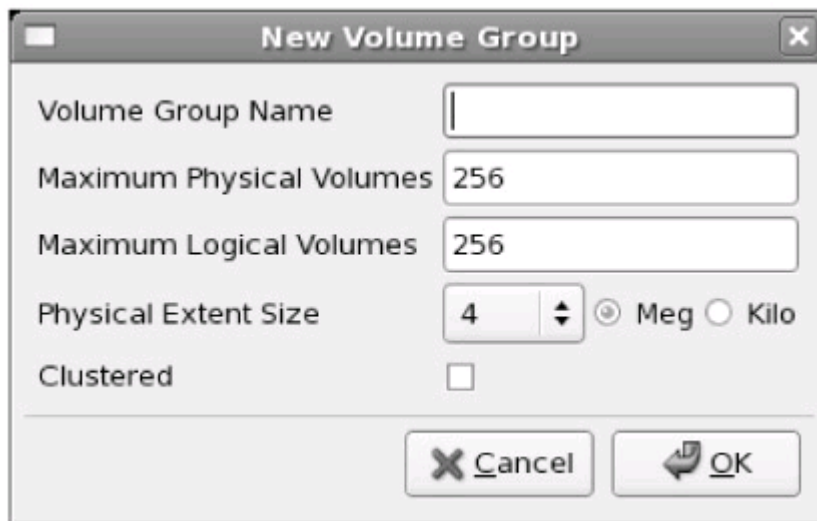 New Volume Group
Volume Group Name
Maximum Physical Volumes 256
Maximum Logical Volumes 256
Physical Extent Size 4 Meg Kilo
Clustered
Cancel OK